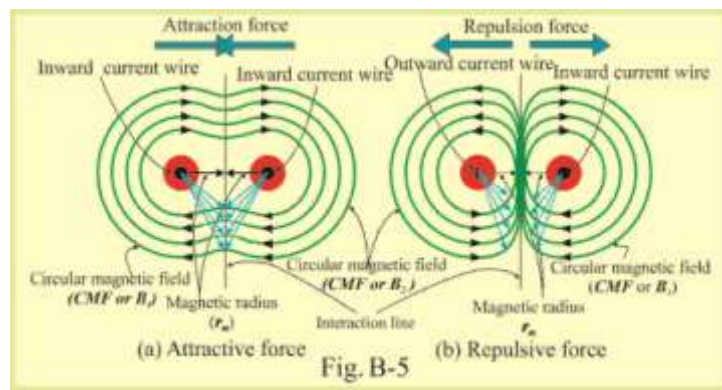 Attraction force
Repulsion force
Inward current wire
Inward current wire
Outward current wire
Inward current wire
Circular magnetic field
(CMF or B₁)
Magnetic radius
(rₘ)
Circular magnetic field
(CMF or B₂)
Interaction line
Magnetic radius
rₘ
Circular magnetic field
(CMF or B₁)
(a) Attractive force
(b) Repulsive force
Fig. B-5